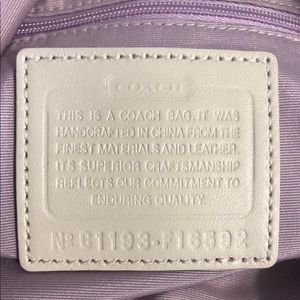 COACH
THIS IS A COACH BAG. IT WAS
HANDCRAFTED IN CHINA FROM THE
FINEST MATERIALS AND LEATHER.
IT'S SUPERIOR CRAFTSMANSHIP
REFLECTS OUR COMMITMENT TO
ENDURING QUALITY.
Nº G1193-F16592